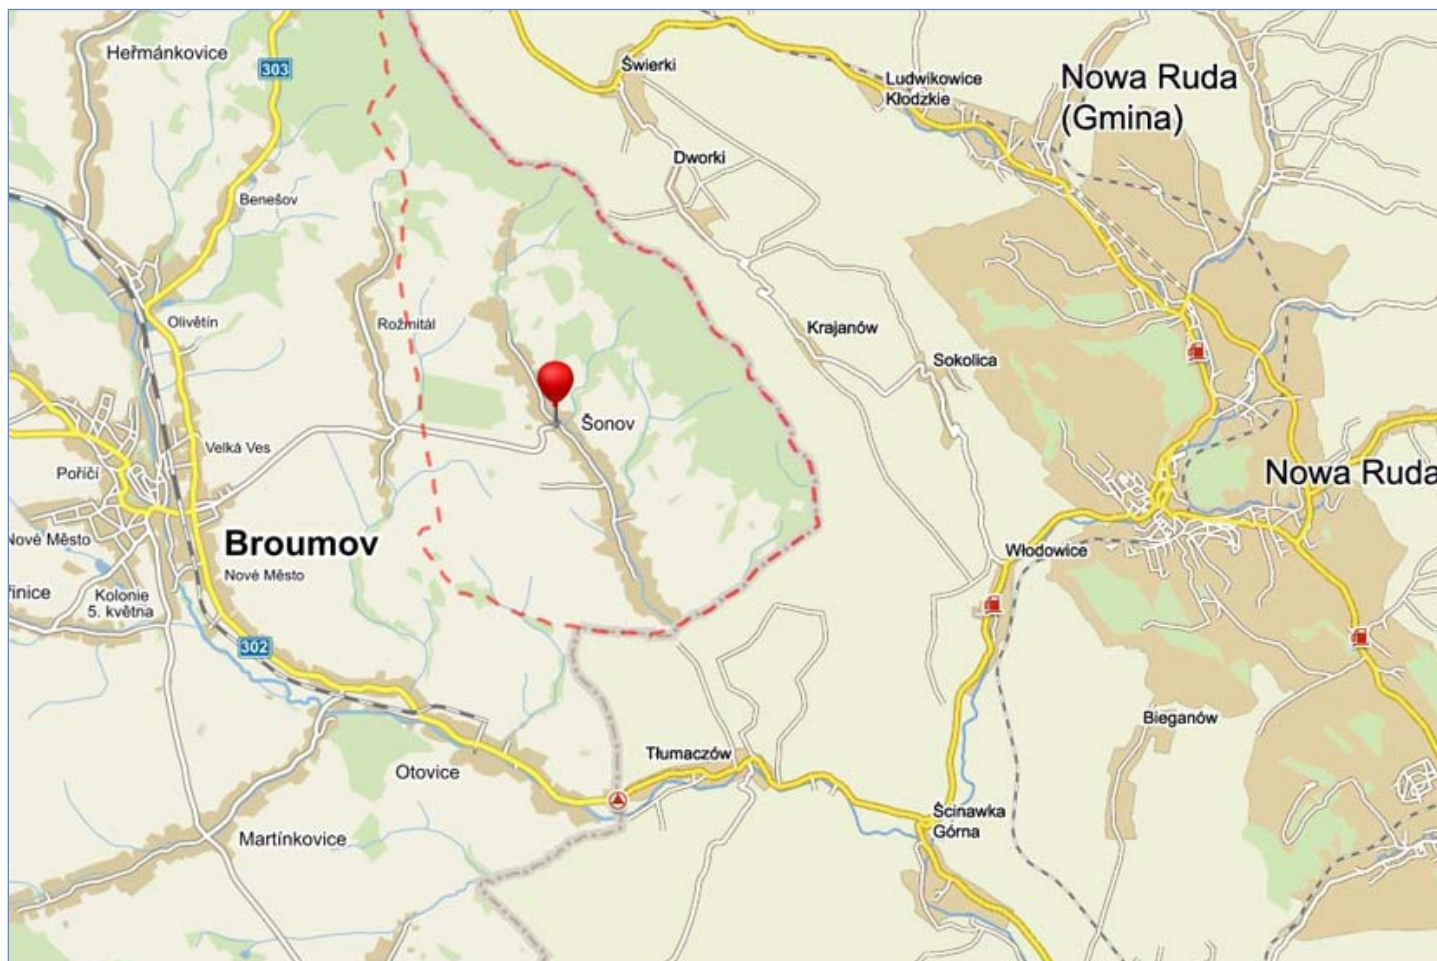 Heřmánkovice
303
Świerki
Ludwikowice
Kłodzkie
Nowa Ruda
(Gmina)
Dworki
Benešov
Olivětín
Rožmitál
Krajanów
Sokolica
Šonov
Velká Ves
Poříčí
Nowa Ruda
Nové Město
Broumov
Nové Město
Włodowice
řinice
Kolonie
5. května
302
Bieganów
Tłumaczów
Otovice
Ścinawka
Górna
Martínkovice